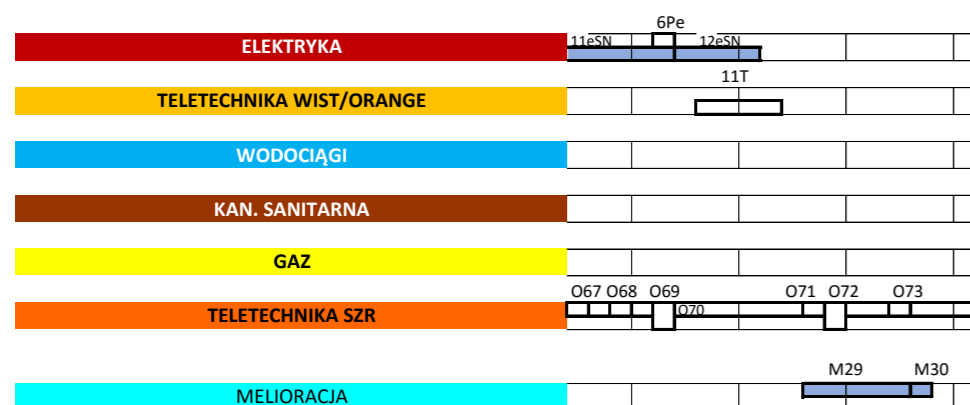 6Pe
ELEKTRYKA 11eSN 12eSN
11T
TELETECHNIKA WIST/ORANGE
WODOCIĄGI
KAN. SANITARNA
GAZ
O67 O68 O69 O71 O72 O73
TELETECHNIKA SZR O70
M29 M30
MELIORACJA